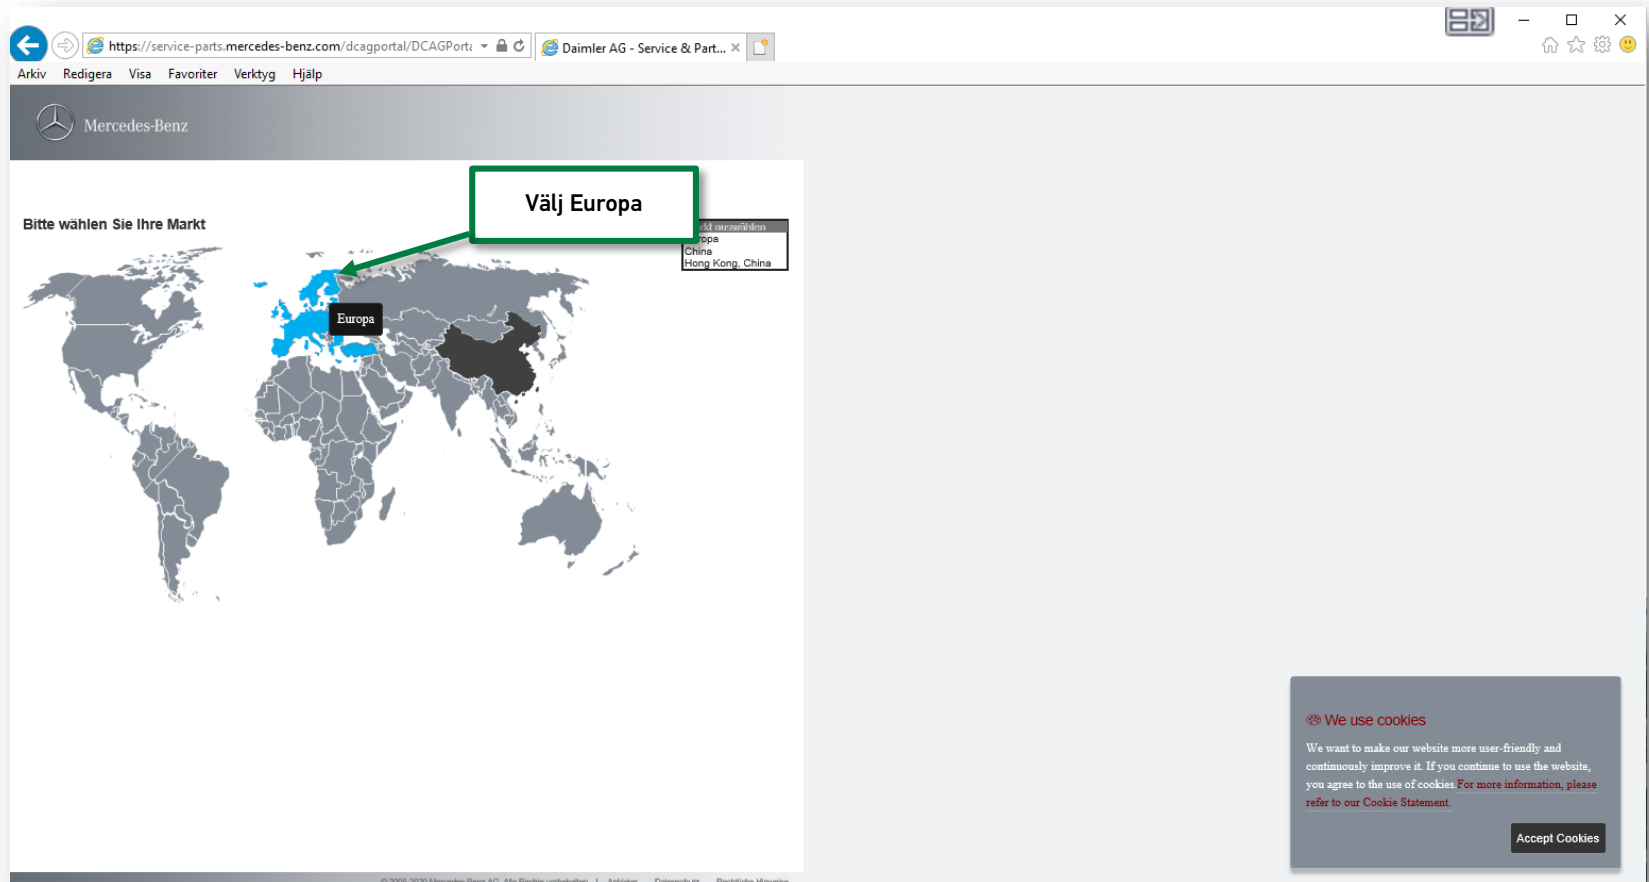 https://service-parts.mercedes-benz.com/dcagportal/DCAGPorta
Daimler AG - Service & Part...
Arkiv Redigera Visa Favoriter Verktyg Hjälp
Mercedes-Benz
Välj Europa
Bitte wählen Sie Ihre Markt
auswählen
ropa
China
Hong Kong, China
Europa
We use cookies
We want to make our website more user-friendly and
continuously improve it. If you continue to use the website,
you agree to the use of cookies.For more information, please
refer to our Cookie Statement.
Accept Cookies